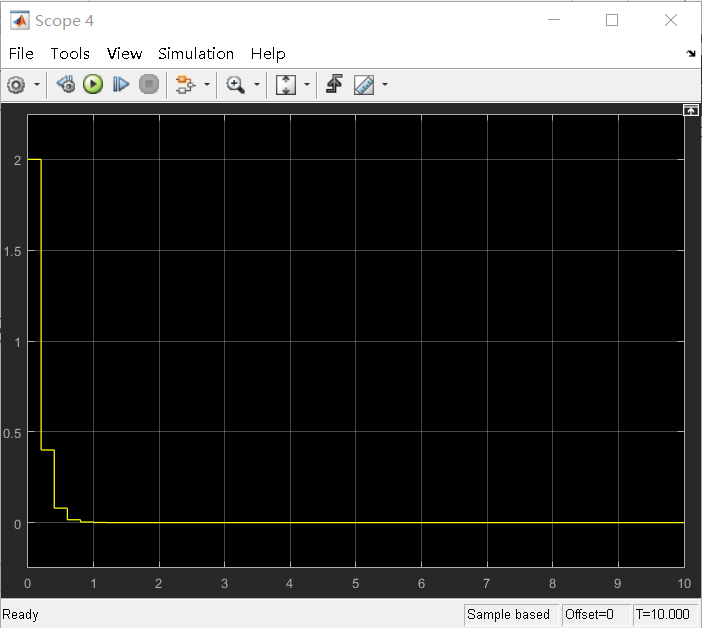 Scope 4
File Tools View Simulation Help
2
1.5
1
0.5
0
0 1 2 3 4 5 6 7 8 9 10
Ready Sample based Offset=0 T=10.000